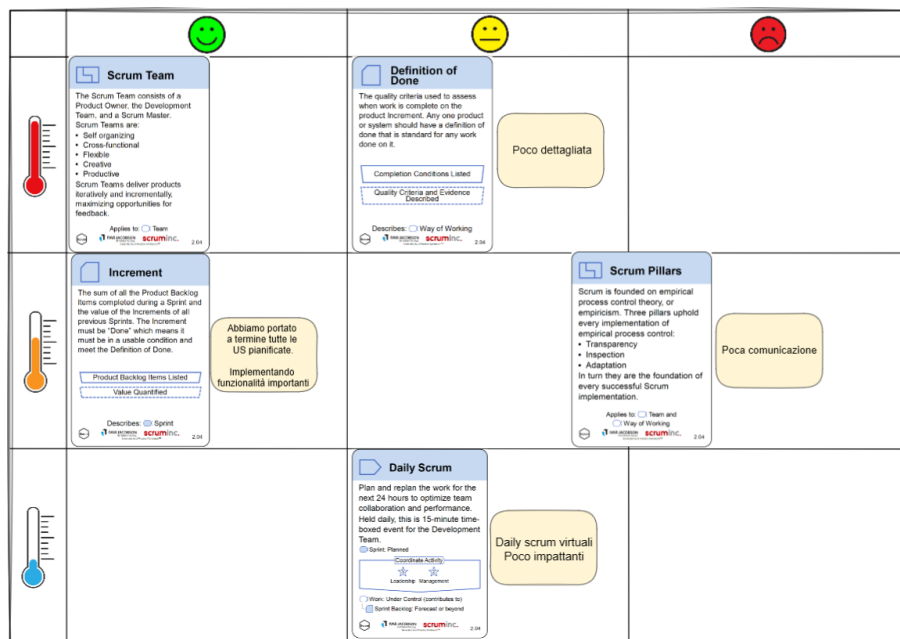 Scrum Team
The Scrum Team consists of a
Product Owner, the Development
Team, and a Scrum Master.
Scrum Teams are:
• Self organizing
• Cross-functional
• Flexible
• Creative
• Productive
Scrum Teams deliver products
iteratively and incrementally,
maximizing opportunities for
feedback.
Applies to: Team
scruminc.
2.04
Definition of
Done
The quality criteria used to assess
when work is complete on the
product Increment. Any one product
or system should have a definition of
done that is standard for any work
done on it.
Completion Conditions Listed
Quality Criteria and Evidence
Described
Describes: Way of Working
scruminc.
2.04
Poco dettagliata
Increment
The sum of all the Product Backlog
Items completed during a Sprint and
the value of the Increments of all
previous Sprints. The Increment
must be "Done" which means it
must be in a usable condition and
meet the Definition of Done.
Product Backlog Items Listed
Value Quantified
Describes: Sprint
scruminc.
2.04
Abbiamo portato
a termine tutte le
US pianificate.
Implementando
funzionalità importanti
Scrum Pillars
Scrum is founded on empirical
process control theory, or
empiricism. Three pillars uphold
every implementation of
empirical process control:
• Transparency
• Inspection
• Adaptation
In turn they are the foundation of
every successful Scrum
implementation.
Applies to: Team and
Way of Working
scruminc.
2.04
Poca comunicazione
Daily Scrum
Plan and replan the work for the
next 24 hours to optimize team
collaboration and performance.
Held daily, this is 15-minute time-
boxed event for the Development
Team.
Sprint: Planned
Coordinate Activity
Leadership Management
Work: Under Control (contributes to)
Sprint Backlog: Forecast or beyond
scruminc.
2.04
Daily scrum virtuali
Poco impattanti